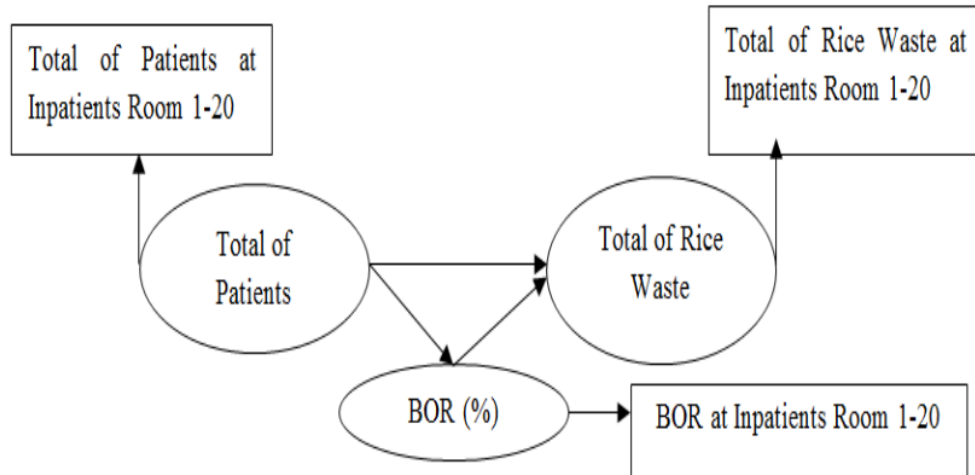 Total of Patients at
Inpatients Room 1-20
Total of Rice Waste at
Inpatients Room 1-20
Total of
Patients
Total of Rice
Waste
BOR (%)
BOR at Inpatients Room 1-20